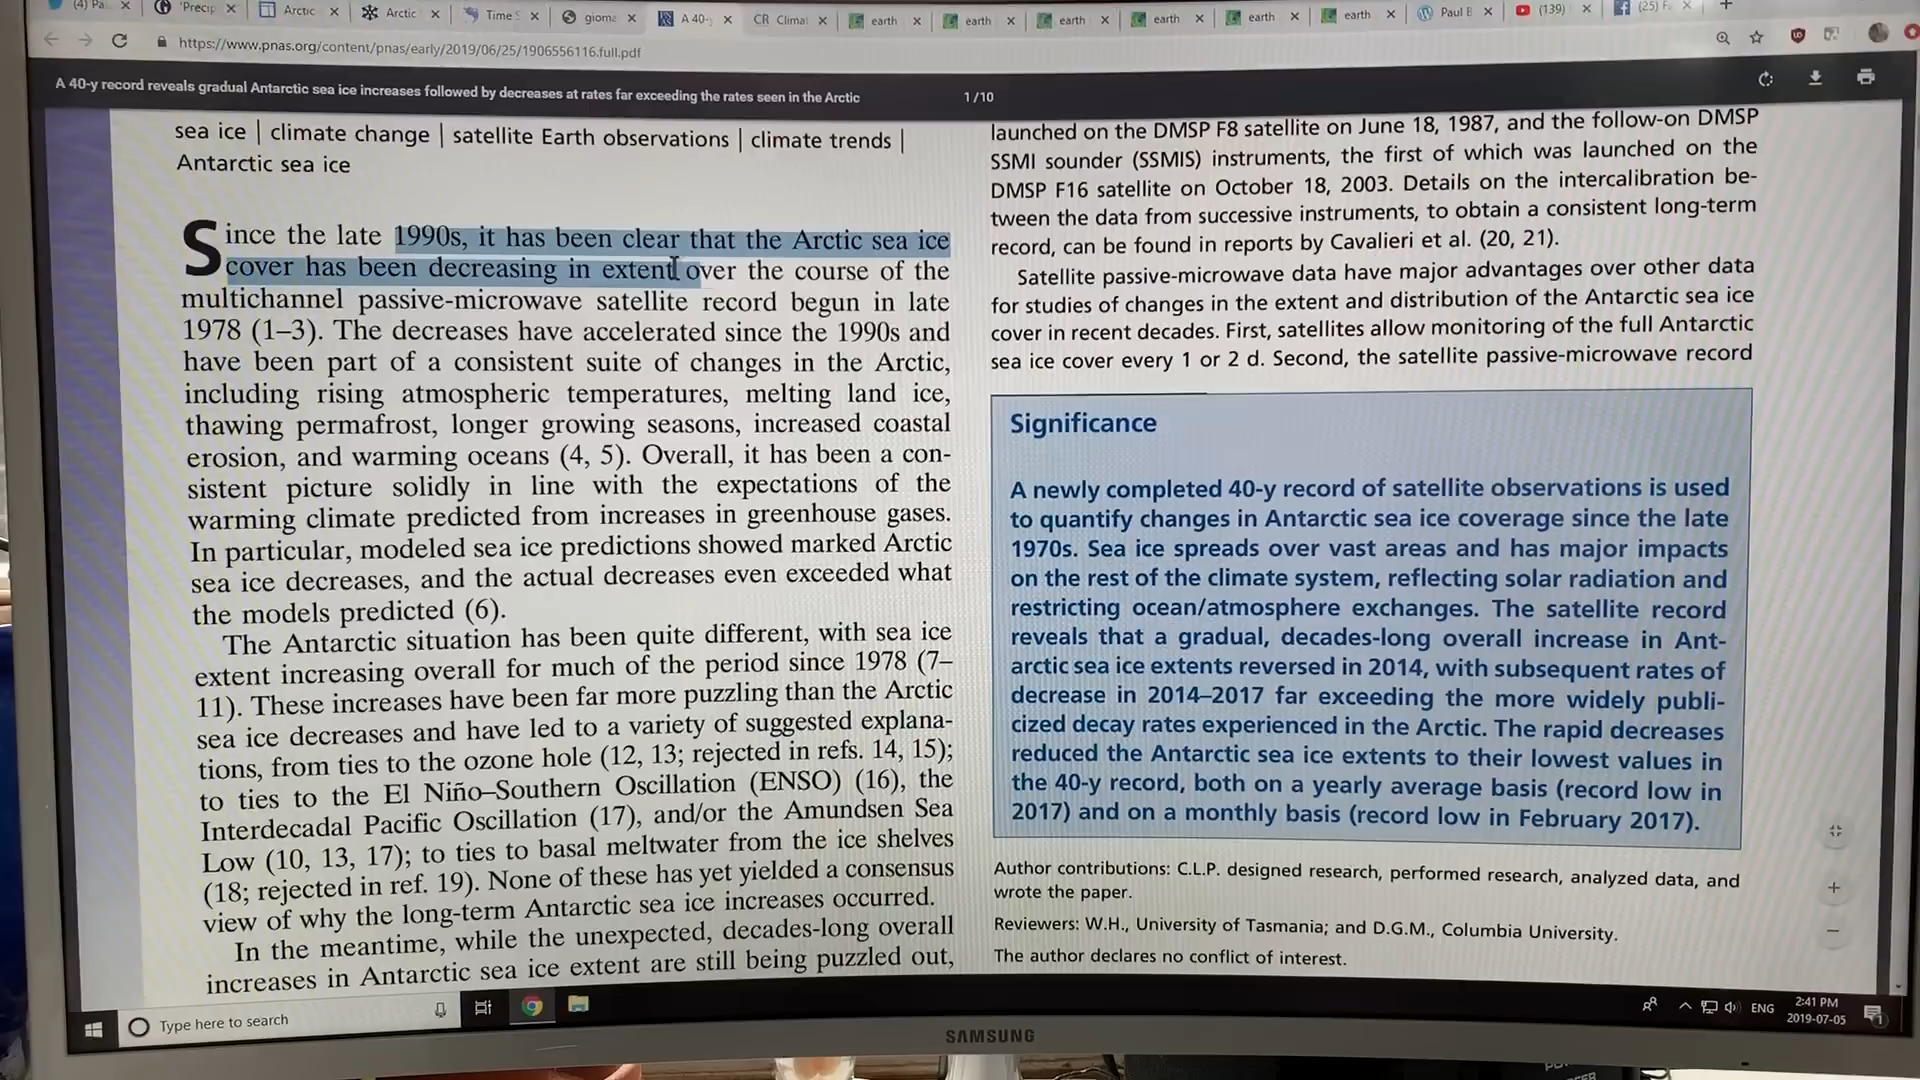 (4) Pa
'Precip
Arctic
Arctic
Time S
giome
A 40-
CR Climat
earth
earth
earth
earth
earth
earth
Paul B
(139)
(25) F
https://www.pnas.org/content/pnas/early/2019/06/25/1906556116.full.pdf
A 40-y record reveals gradual Antarctic sea ice increases followed by decreases at rates far exceeding the rates seen in the Arctic
1 / 10
sea ice | climate change | satellite Earth observations | climate trends |
Antarctic sea ice
Since the late 1990s, it has been clear that the Arctic sea ice
cover has been decreasing in extent over the course of the
multichannel passive-microwave satellite record begun in late
1978 (1–3). The decreases have accelerated since the 1990s and
have been part of a consistent suite of changes in the Arctic,
including rising atmospheric temperatures, melting land ice,
thawing permafrost, longer growing seasons, increased coastal
erosion, and warming oceans (4, 5). Overall, it has been a con-
sistent picture solidly in line with the expectations of the
warming climate predicted from increases in greenhouse gases.
In particular, modeled sea ice predictions showed marked Arctic
sea ice decreases, and the actual decreases even exceeded what
the models predicted (6).
The Antarctic situation has been quite different, with sea ice
extent increasing overall for much of the period since 1978 (7–
11). These increases have been far more puzzling than the Arctic
sea ice decreases and have led to a variety of suggested explana-
tions, from ties to the ozone hole (12, 13; rejected in refs. 14, 15);
to ties to the El Niño–Southern Oscillation (ENSO) (16), the
Interdecadal Pacific Oscillation (17), and/or the Amundsen Sea
Low (10, 13, 17); to ties to basal meltwater from the ice shelves
(18; rejected in ref. 19). None of these has yet yielded a consensus
view of why the long-term Antarctic sea ice increases occurred.
In the meantime, while the unexpected, decades-long overall
increases in Antarctic sea ice extent are still being puzzled out,
launched on the DMSP F8 satellite on June 18, 1987, and the follow-on DMSP
SSMI sounder (SSMIS) instruments, the first of which was launched on the
DMSP F16 satellite on October 18, 2003. Details on the intercalibration be-
tween the data from successive instruments, to obtain a consistent long-term
record, can be found in reports by Cavalieri et al. (20, 21).
Satellite passive-microwave data have major advantages over other data
for studies of changes in the extent and distribution of the Antarctic sea ice
cover in recent decades. First, satellites allow monitoring of the full Antarctic
sea ice cover every 1 or 2 d. Second, the satellite passive-microwave record
Significance
A newly completed 40-y record of satellite observations is used
to quantify changes in Antarctic sea ice coverage since the late
1970s. Sea ice spreads over vast areas and has major impacts
on the rest of the climate system, reflecting solar radiation and
restricting ocean/atmosphere exchanges. The satellite record
reveals that a gradual, decades-long overall increase in Ant-
arctic sea ice extents reversed in 2014, with subsequent rates of
decrease in 2014–2017 far exceeding the more widely publi-
cized decay rates experienced in the Arctic. The rapid decreases
reduced the Antarctic sea ice extents to their lowest values in
the 40-y record, both on a yearly average basis (record low in
2017) and on a monthly basis (record low in February 2017).
Author contributions: C.L.P. designed research, performed research, analyzed data, and
wrote the paper.
Reviewers: W.H., University of Tasmania; and D.G.M., Columbia University.
The author declares no conflict of interest.
Type here to search
ENG
2:41 PM
2019-07-05
1
SAMSUNG